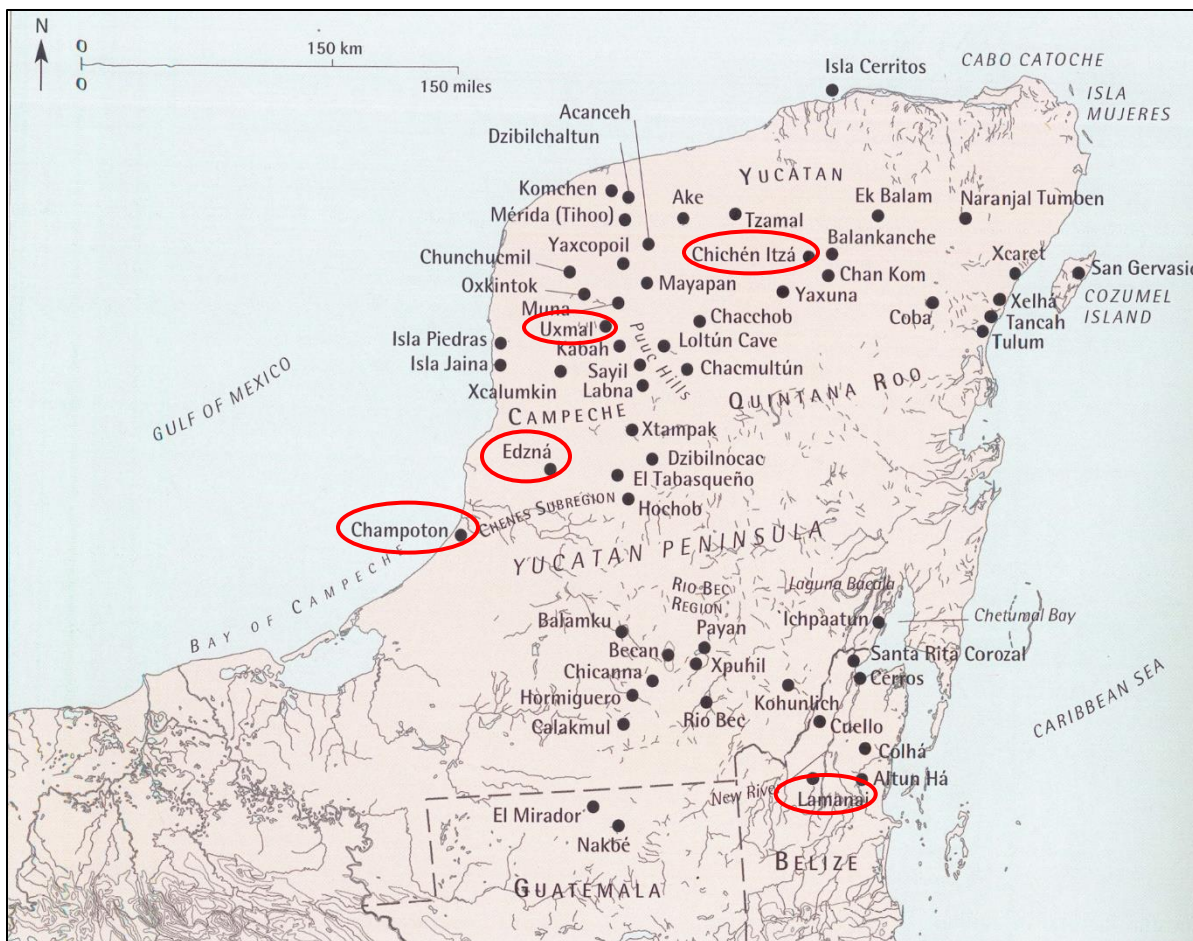 N
0
150 km
0
150 miles
CABO CATOCHE
ISLA
MUJERES
Isla Cerritos
Acanceh
Dzibilchaltun
Komchen
YUCATAN
Ake
Ek Balam
Naranjal Tumben
Mérida (Tihoo)
Tzamal
Yaxcopoil
Chichén Itzá
Balankanche
Chunchucmil
Xcaret
San Gervasio
Mayapan
Chan Kom
Oxkintok
Yaxuna
Xelhá
COZUMEL
ISLAND
Muna
Coba
Tancah
Uxmal
Chacchob
Tulum
Isla Piedras
Kabah
Puuc Hills
Loltún Cave
Isla Jaina
Sayil
Chacmultún
Xcalumkin
Labna
QUINTANA ROO
GULF OF MEXICO
CAMPECHE
Xtampak
Edzná
Dzibilnocac
El Tabasqueño
CHENES SUBREGION
Hochob
Champoton
YUCATAN PENINSULA
BAY OF CAMPECHE
RIO BEC
REGION
Laguna Bacala
Ichpaatun
Chetumal Bay
Balamku
Payan
Becan
Santa Rita Corozal
Xpuhil
Chicanna
Cerros
Hormiguero
Kohunlich
Rio Bec
CARIBBEAN SEA
Calakmul
Cuello
Colhá
Altun Há
New River
Lamanai
El Mirador
Nakbé
BELIZE
GUATEMALA